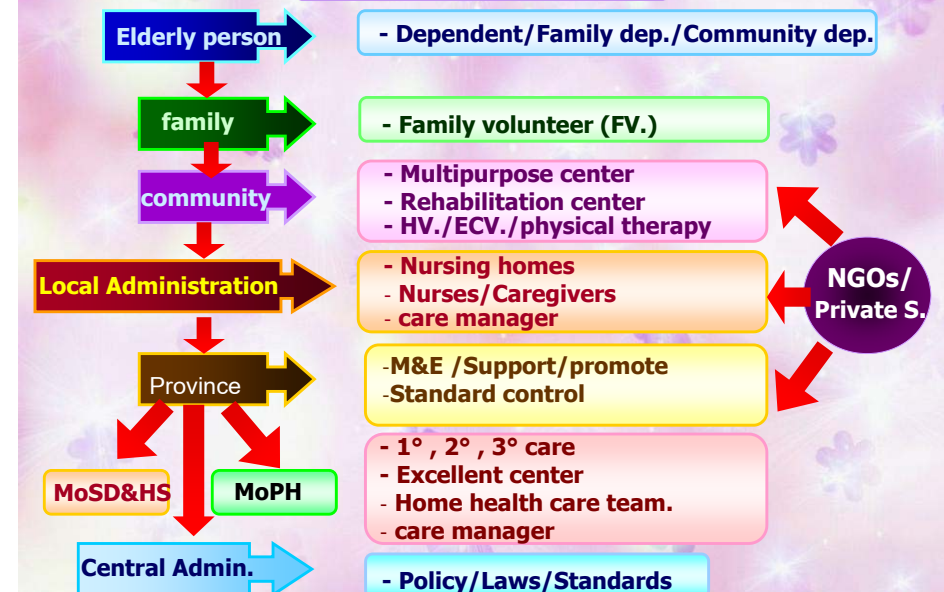 Elderly person
- Dependent/Family dep./Community dep.
family
- Family volunteer (FV.)
community
- Multipurpose center
- Rehabilitation center
- HV./ECV./physical therapy
Local Administration
- Nursing homes
- Nurses/Caregivers
- care manager
NGOs/
Private S.
Province
-M&E /Support/promote
-Standard control
MoSD&HS
MoPH
- 1° , 2° , 3° care
- Excellent center
- Home health care team.
- care manager
Central Admin.
- Policy/Laws/Standards